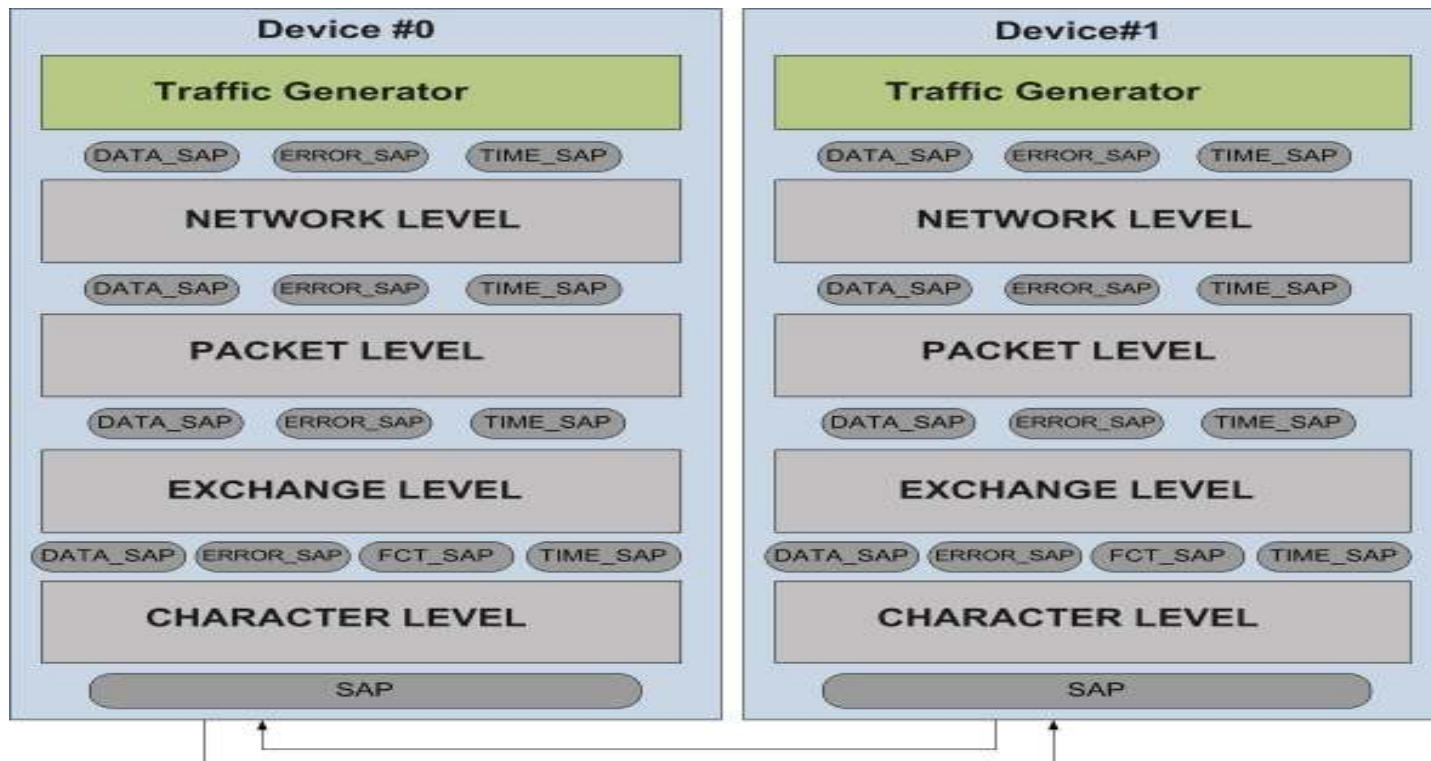 Device #0
Traffic Generator
DATA_SAP ERROR_SAP TIME_SAP
NETWORK LEVEL
DATA_SAP ERROR_SAP TIME_SAP
PACKET LEVEL
DATA_SAP ERROR_SAP TIME_SAP
EXCHANGE LEVEL
DATA_SAP ERROR_SAP FCT_SAP TIME_SAP
CHARACTER LEVEL
SAP
Device#1
Traffic Generator
DATA_SAP ERROR_SAP TIME_SAP
NETWORK LEVEL
DATA_SAP ERROR_SAP TIME_SAP
PACKET LEVEL
DATA_SAP ERROR_SAP TIME_SAP
EXCHANGE LEVEL
DATA_SAP ERROR_SAP FCT_SAP TIME_SAP
CHARACTER LEVEL
SAP